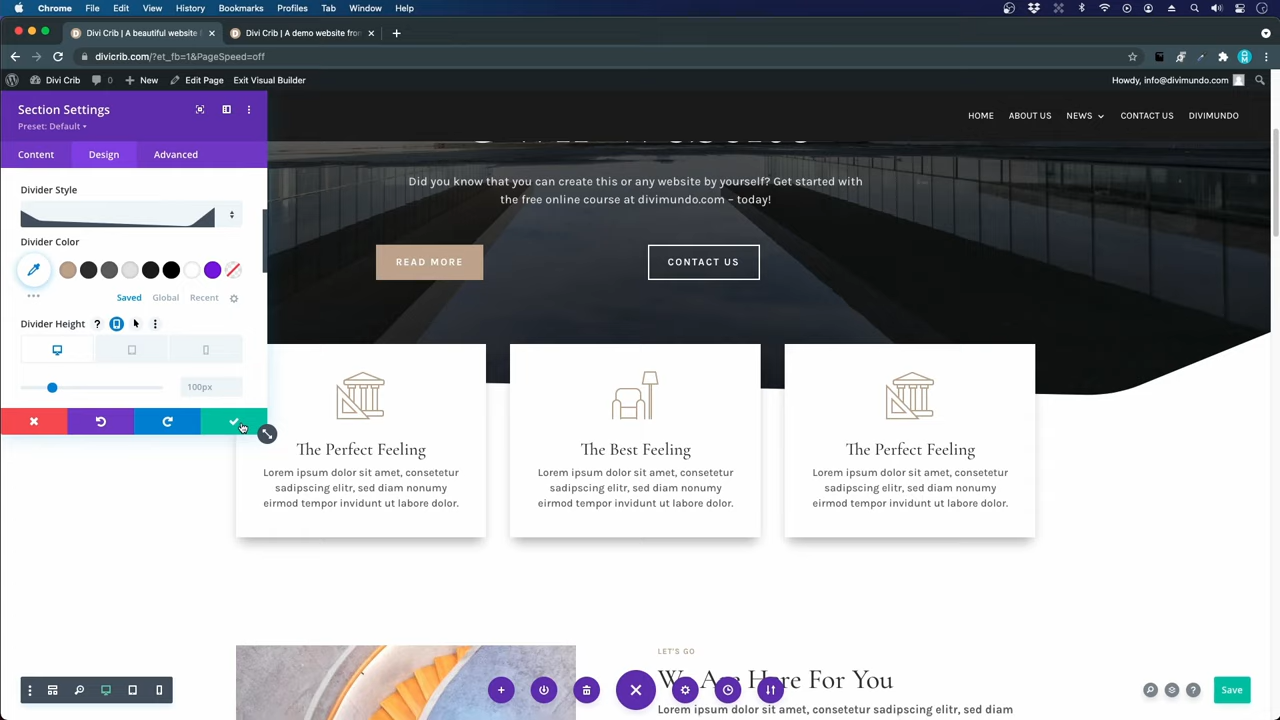 Chrome File Edit View History Bookmarks Profiles Tab Window Help
Divi Crib | A beautiful website
Divi Crib | A demo website from
divicrib.com/?et_fb=1&PageSpeed=off
Divi Crib 0 New Edit Page Exit Visual Builder
Howdy, info@divimundo.com
Section Settings
Preset: Default
HOME ABOUT US NEWS CONTACT US DIVIMUNDO
Content Design Advanced
Divider Style
Did you know that you can create this or any website by yourself? Get started with
the free online course at divimundo.com – today!
Divider Color
READ MORE
CONTACT US
Saved Global Recent
Divider Height ?
100px
The Perfect Feeling
Lorem ipsum dolor sit amet, consetetur
sadipscing elitr, sed diam nonumy
eirmod tempor invidunt ut labore dolor.
The Best Feeling
Lorem ipsum dolor sit amet, consetetur
sadipscing elitr, sed diam nonumy
eirmod tempor invidunt ut labore dolor.
The Perfect Feeling
Lorem ipsum dolor sit amet, consetetur
sadipscing elitr, sed diam nonumy
eirmod tempor invidunt ut labore dolor.
LET'S GO
We Are Here For You
Lorem ipsum dolor sit amet, consetetur sadipscing elitr, sed diam
?
Save